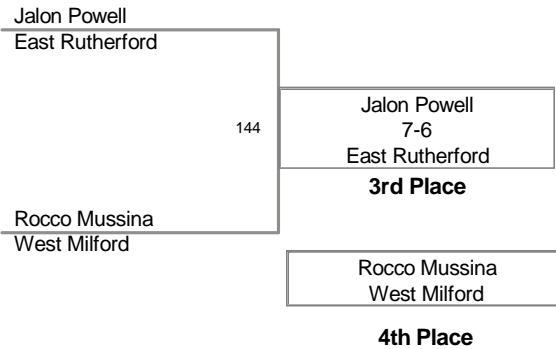 Jalon Powell
East Rutherford
144
Jalon Powell
7-6
East Rutherford
3rd Place
Rocco Mussina
West Milford
Rocco Mussina
West Milford
4th Place